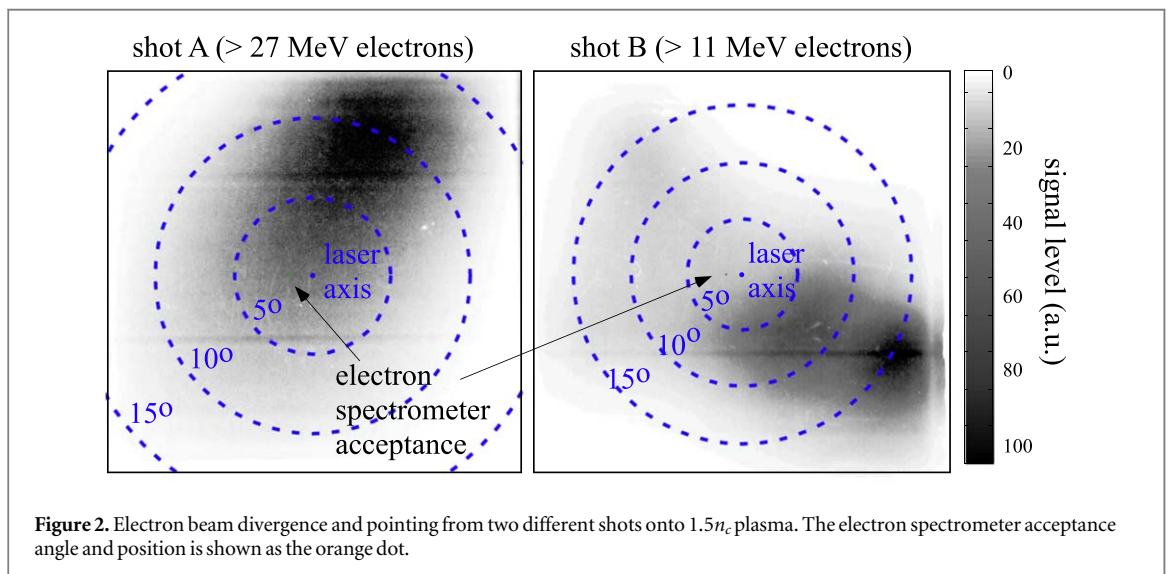 shot A (> 27 MeV electrons)
shot B (> 11 MeV electrons)
laser
axis
5o
10o
15o
electron
spectrometer
acceptance
laser
axis
5o
10o
15o
0
20
40
60
80
100
signal level (a.u.)
Figure 2. Electron beam divergence and pointing from two different shots onto 1.5n_c plasma. The electron spectrometer acceptance
angle and position is shown as the orange dot.